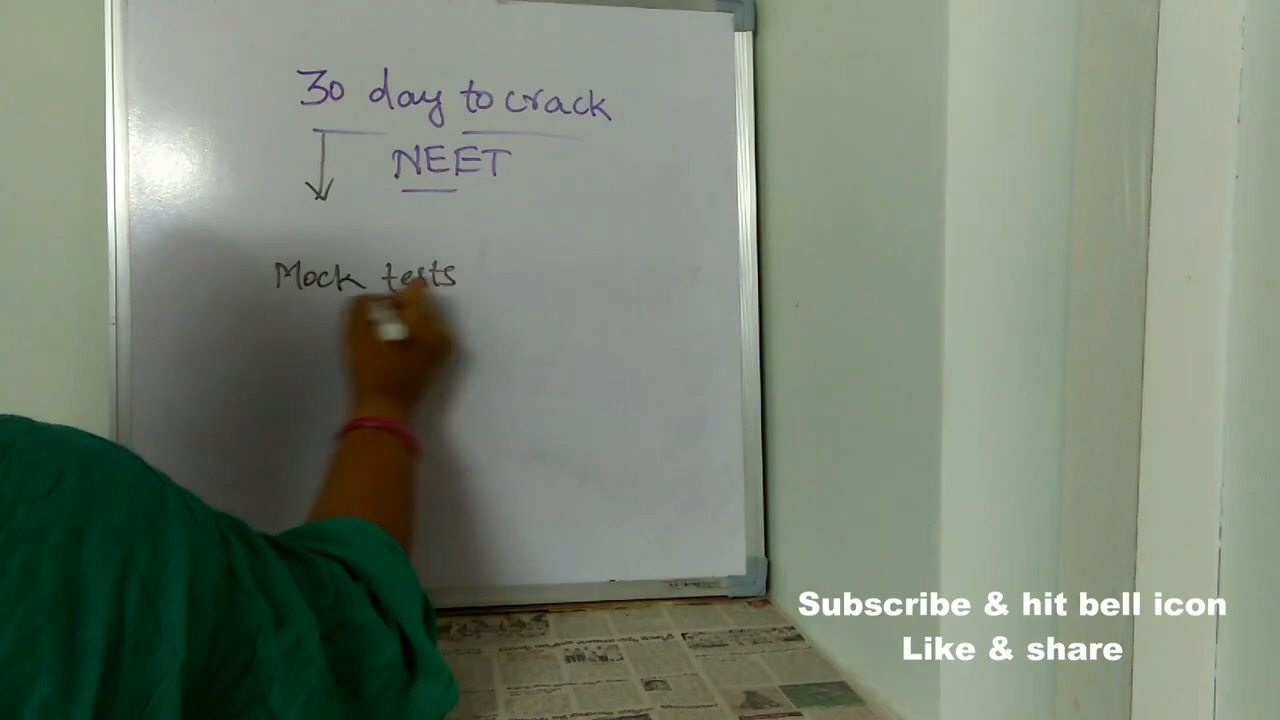 30 day to crack
NEET
Mock tests
Subscribe & hit bell icon
Like & share